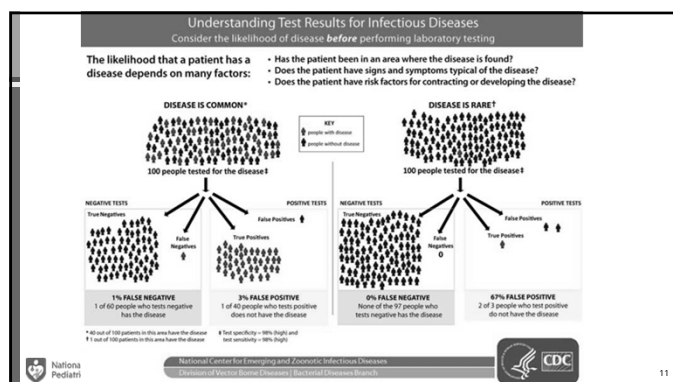 Understanding Test Results for Infectious Diseases
Consider the likelihood of disease before performing laboratory testing
The likelihood that a patient has a
disease depends on many factors:
• Has the patient been in an area where the disease is found?
• Does the patient have signs and symptoms typical of the disease?
• Does the patient have risk factors for contracting or developing the disease?
DISEASE IS COMMON*
KEY
people with disease
people without disease
DISEASE IS RARE†
100 people tested for the disease‡
100 people tested for the disease‡
NEGATIVE TESTS
True Negatives
False
Negatives
POSITIVE TESTS
False Positives
True Positives
NEGATIVE TESTS
True Negatives
False
Negatives
0
POSITIVE TESTS
False Positives
True Positives
1% FALSE NEGATIVE
1 of 60 people who tests negative
has the disease
3% FALSE POSITIVE
1 of 40 people who tests positive
does not have the disease
0% FALSE NEGATIVE
None of the 97 people who
tests negative has the disease
67% FALSE POSITIVE
2 of 3 people who test positive
do not have the disease
* 40 out of 100 patients in this area have the disease
† 1 out of 100 patients in this area have the disease
‡ Test specificity = 98% (high) and
test sensitivity = 98% (high)
National Center for Emerging and Zoonotic Infectious Diseases
Division of Vector Borne Diseases | Bacterial Diseases Branch
CDC
Nationa
Pediatri
11